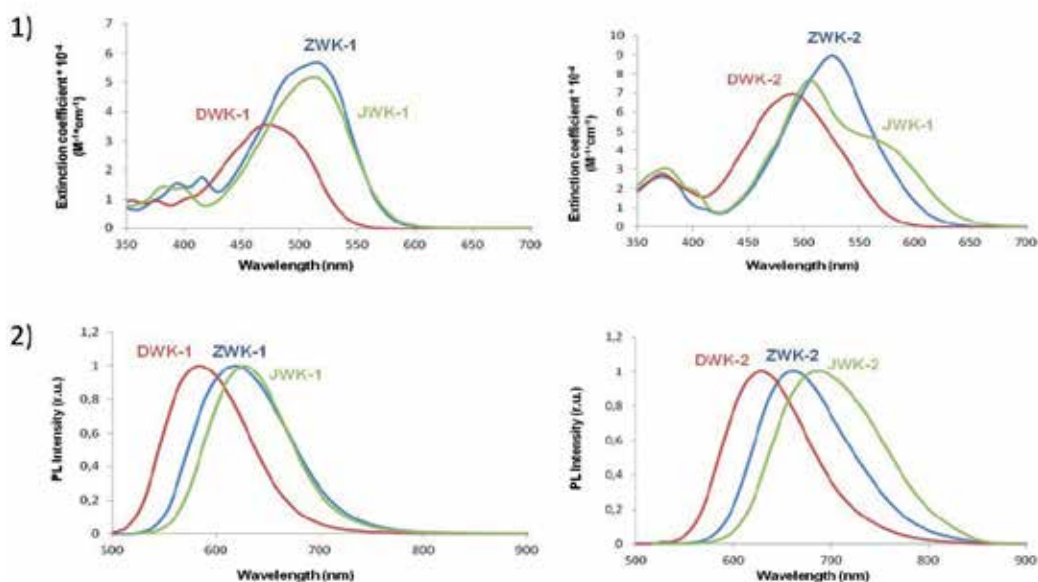 1)
Extinction coefficient * 10⁻⁴
(M⁻¹*cm⁻¹)
7
6
5
4
3
2
1
0
ZWK-1
DWK-1
JWK-1
350 400 450 500 550 600 650 700
Wavelength (nm)
Extinction coefficient * 10⁻⁴
(M⁻¹*cm⁻¹)
10
9
8
7
6
5
4
3
2
1
0
ZWK-2
DWK-2
JWK-1
350 400 450 500 550 600 650 700
Wavelength (nm)
2)
PL Intensity (r.u.)
1,2
1
0,8
0,6
0,4
0,2
0
DWK-1 ZWK-1
JWK-1
500 600 700 800 900
Wavelength (nm)
PL Intensity (r.u.)
1,2
1
0,8
0,6
0,4
0,2
0
DWK-2 ZWK-2
JWK-2
500 600 790 800 900
Wavelength (nm)